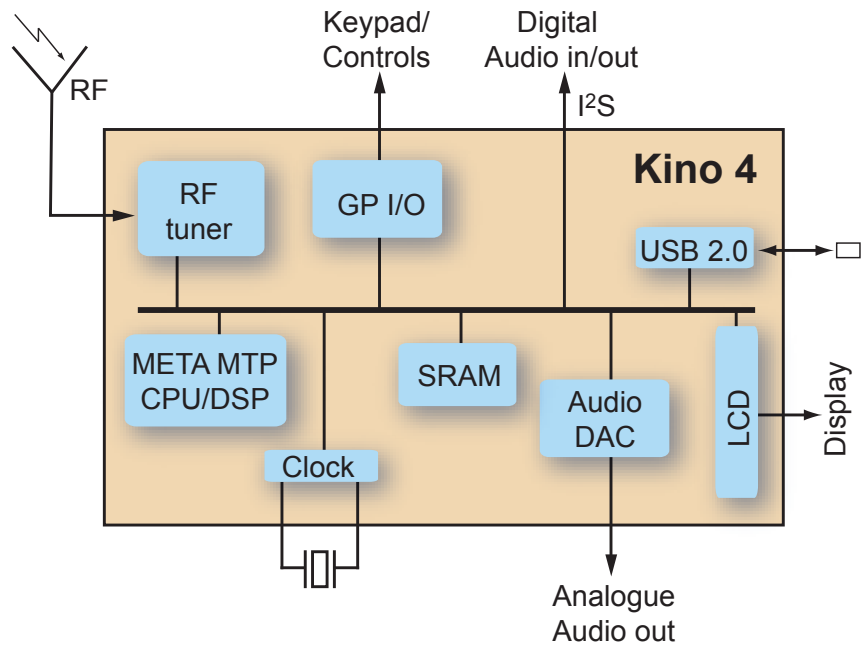 Keypad/
Controls
Digital
Audio in/out
I²S
RF
Kino 4
RF
tuner
GP I/O
USB 2.0
META MTP
CPU/DSP
SRAM
Audio
DAC
LCD
Display
Clock
Analogue
Audio out